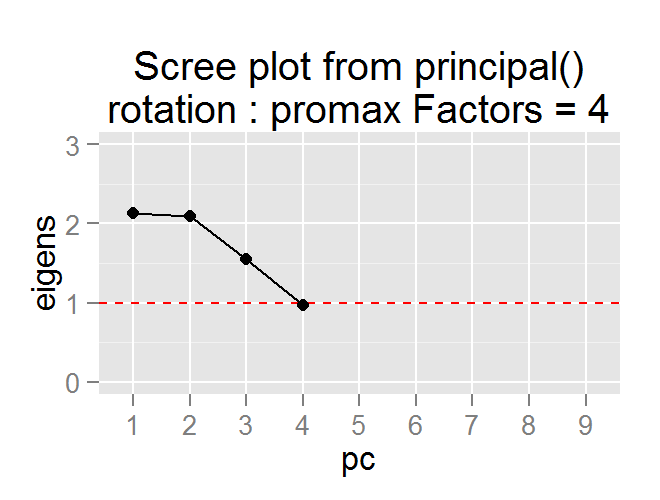 Scree plot from principal()
rotation : promax Factors = 4
3
2
1
0
eigens
1 2 3 4 5 6 7 8 9
pc